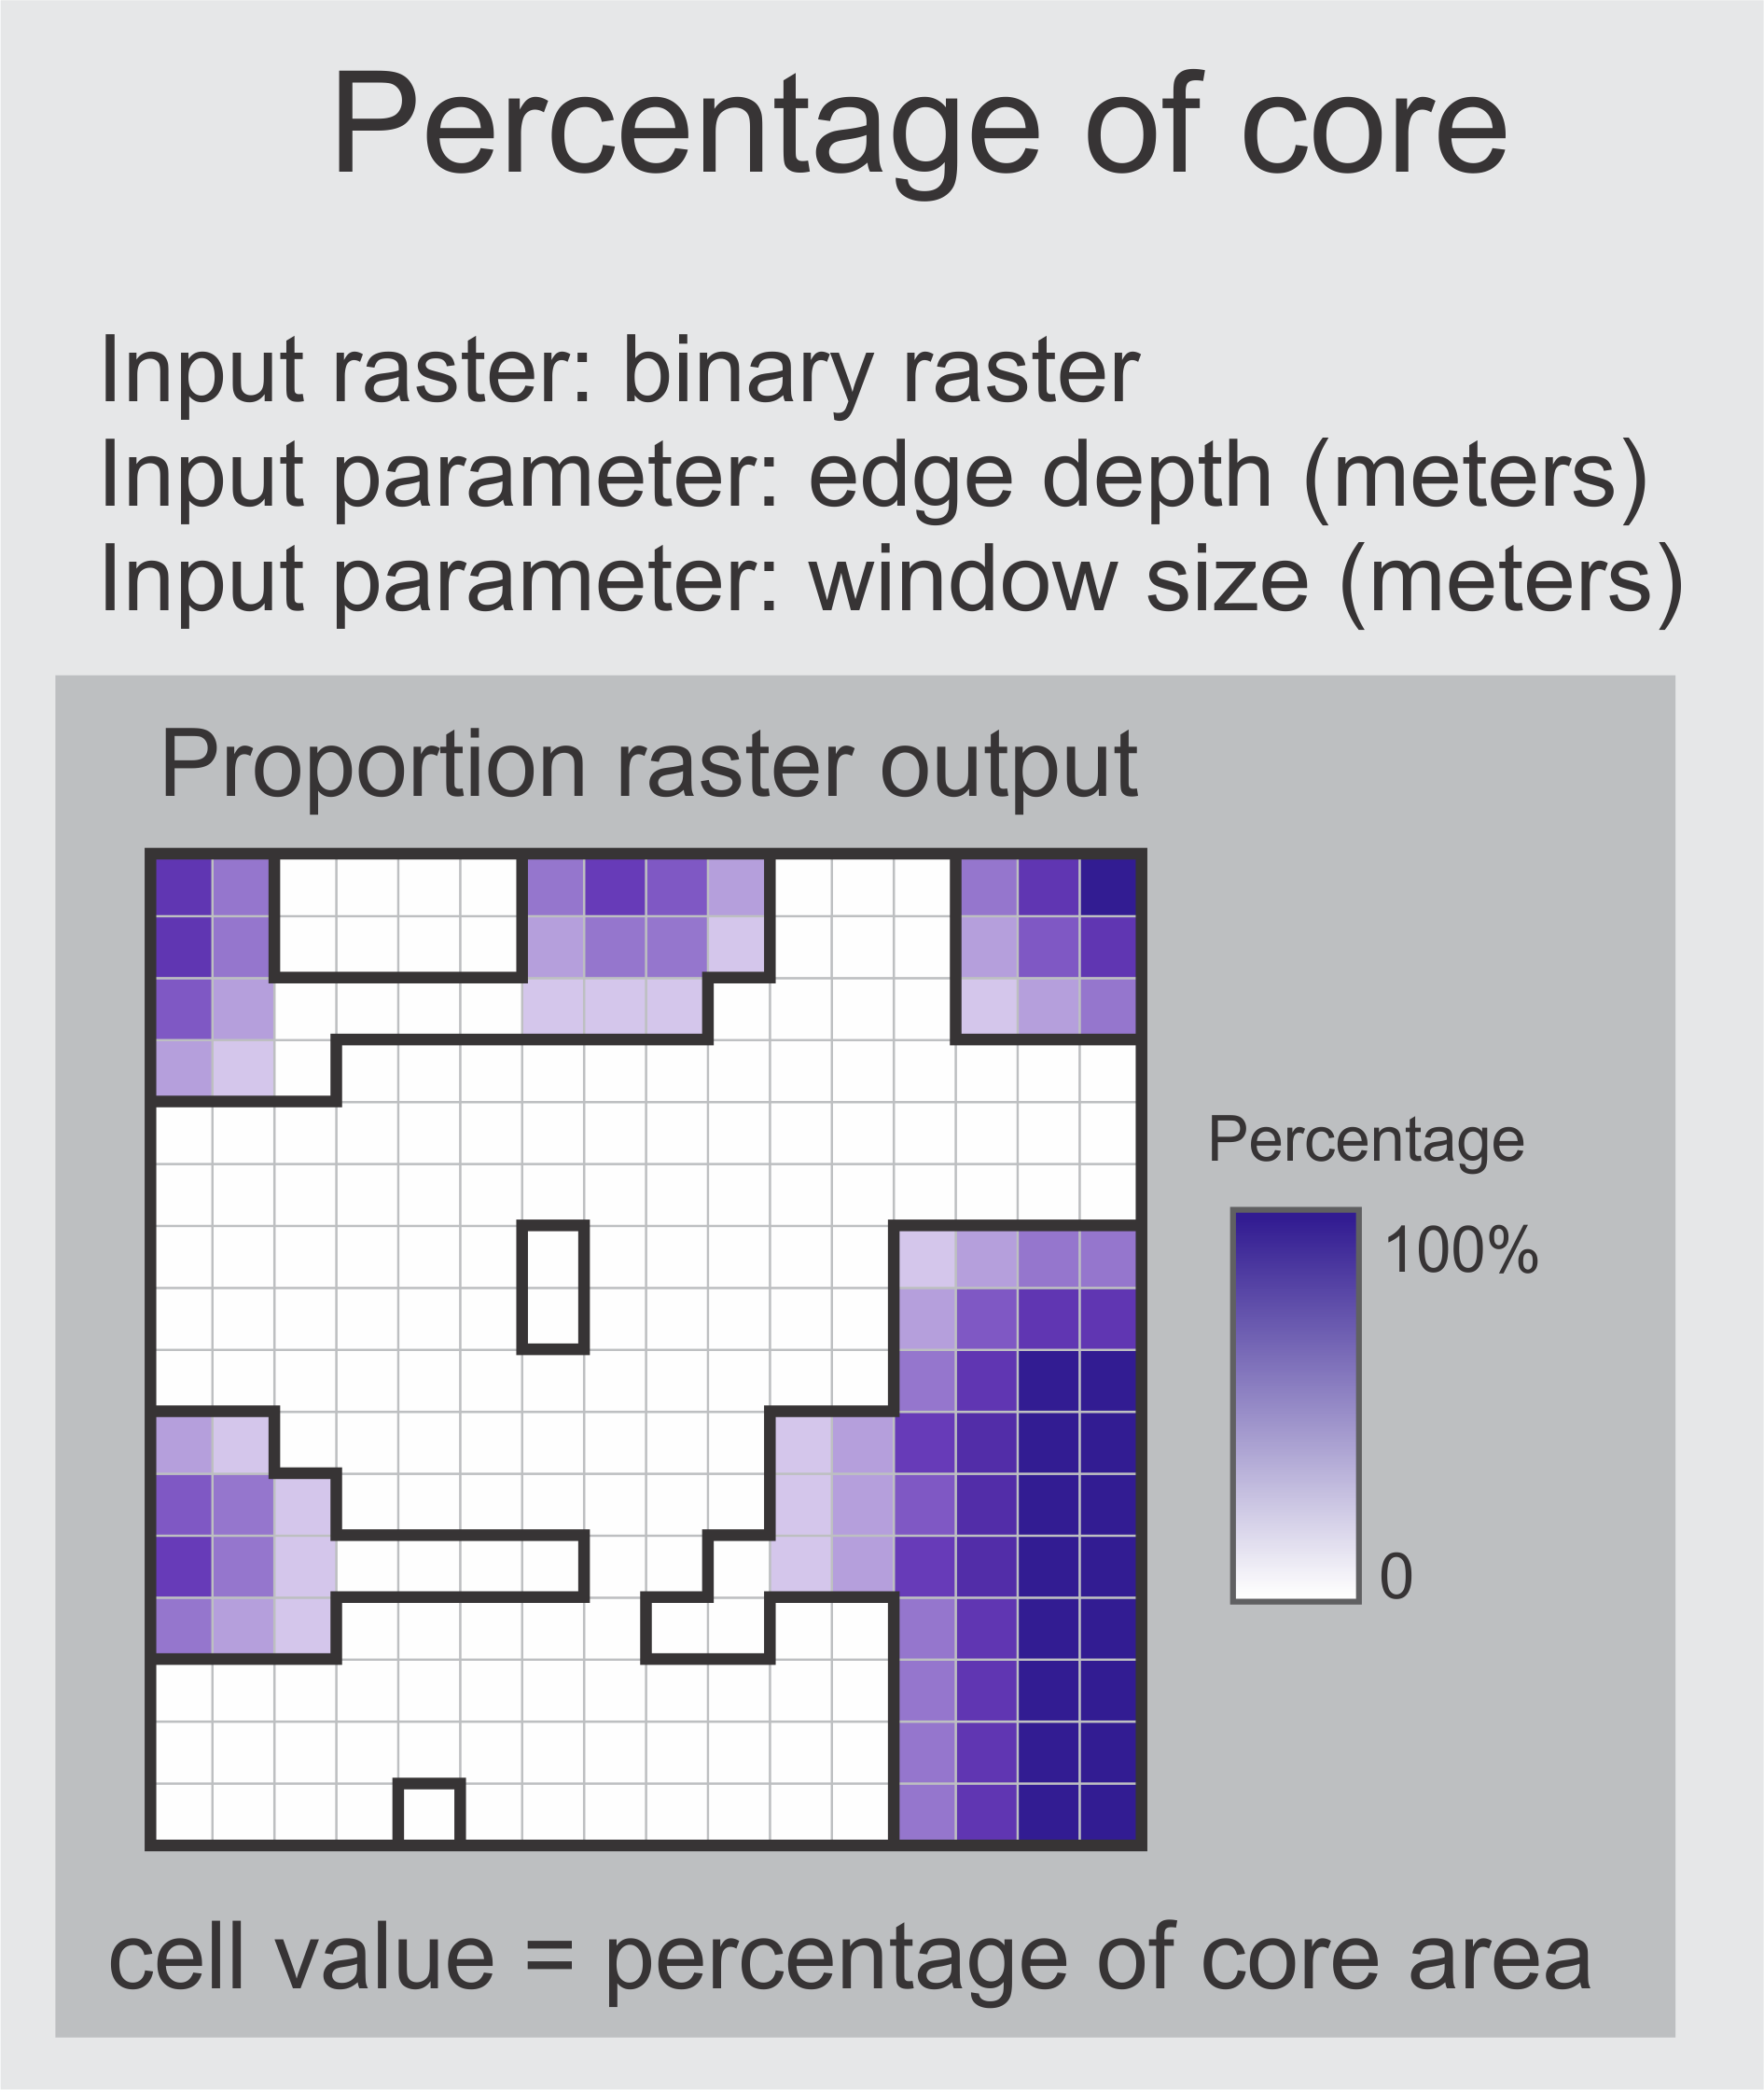 Percentage of core
Input raster: binary raster
Input parameter: edge depth (meters)
Input parameter: window size (meters)
Proportion raster output
Percentage
100%
0
cell value = percentage of core area